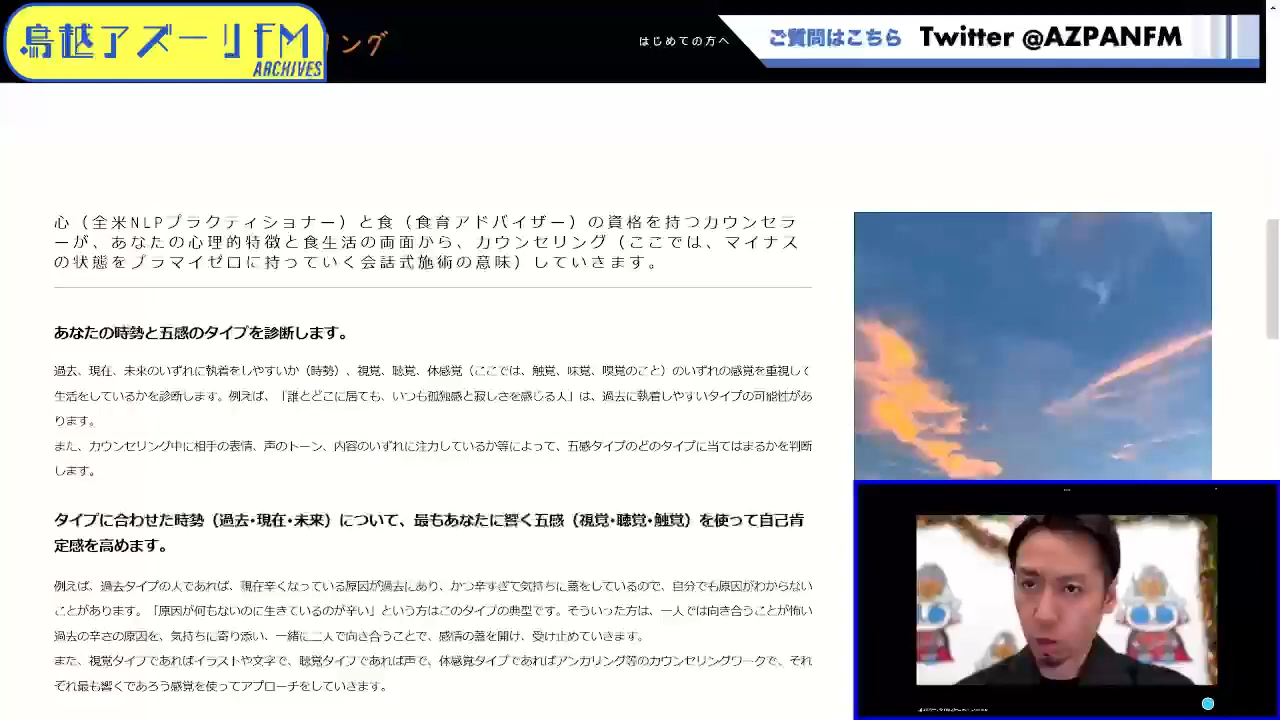 鳥越アズーリFM
ARCHIVES
ング
はじめての方へ
ご質問はこちら Twitter @AZPANFM
心（全米NLPプラクティショナー）と食（食育アドバイザー）の資格を持つカウンセラ
ーが、あなたの心理的特徴と食生活の両面から、カウンセリング（ここでは、マイナス
の状態をプラマイゼロに持っていく会話式施術の意味）していきます。
あなたの時勢と五感のタイプを診断します。
過去、現在、未来のいずれに執着をしやすいか（時勢）、視覚、聴覚、体感覚（ここでは、触覚、味覚、嗅覚のこと）のいずれの感覚を重視して
生活をしているかを診断します。例えば、「誰とどこに居ても、いつも孤独感と寂しさを感じる人」は、過去に執着しやすいタイプの可能性があ
ります。
また、カウンセリング中に相手の表情、声のトーン、内容のいずれに注力しているか等によって、五感タイプのどのタイプに当てはまるかを判断
します。
タイプに合わせた時勢（過去・現在・未来）について、最もあなたに響く五感（視覚・聴覚・触覚）を使って自己肯
定感を高めます。
例えば、過去タイプの人であれば、現在辛くなっている原因が過去にあり、かつ辛すぎて気持ちに蓋をしているので、自分でも原因がわからない
ことがあります。「原因が何もないのに生きているのが辛い」という方はこのタイプの典型です。そういった方は、一人では向き合うことが怖い
過去の辛さの原因を、気持ちに寄り添い、一緒に二人で向き合うことで、感情の蓋を開け、受け止めていきます。
また、視覚タイプであればイラストや文字で、聴覚タイプであれば声で、体感覚タイプであればアンカリング等のカウンセリングワークで、それ
ぞれ最も響くであろう感覚を使ってアプローチをしていきます。